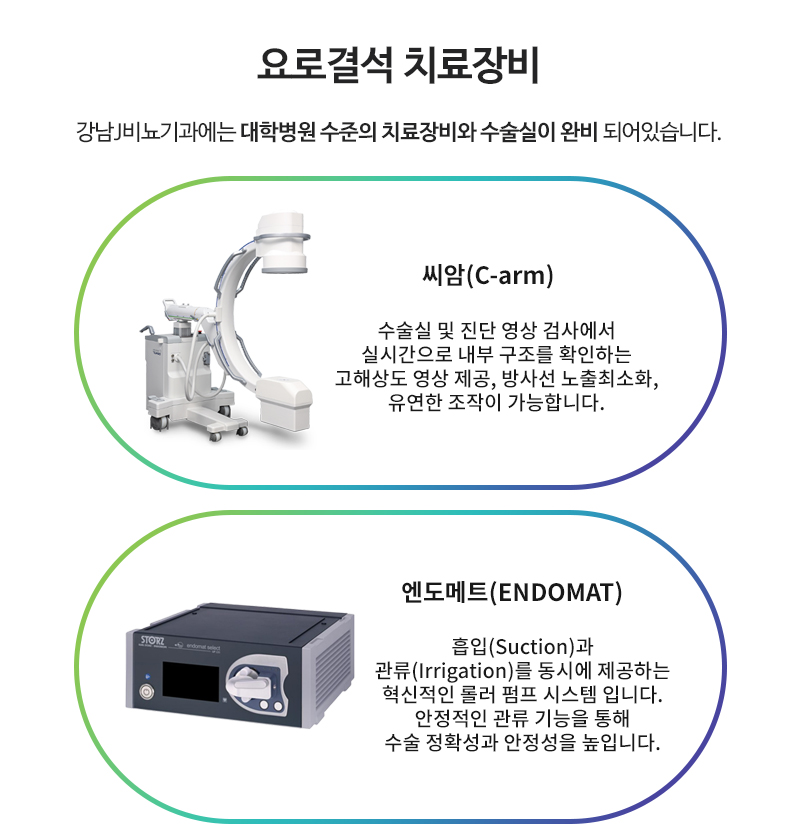 요로결석 치료장비
강남J비뇨기과에는 대학병원 수준의 치료장비와 수술실이 완비 되어있습니다.
씨암(C-arm)
수술실 및 진단 영상 검사에서
실시간으로 내부 구조를 확인하는
고해상도 영상 제공, 방사선 노출최소화,
유연한 조작이 가능합니다.
엔도메트(ENDOMAT)
흡입(Suction)과
관류(Irrigation)를 동시에 제공하는
혁신적인 롤러 펌프 시스템 입니다.
안정적인 관류 기능을 통해
수술 정확성과 안정성을 높입니다.
STORZ
endomat select